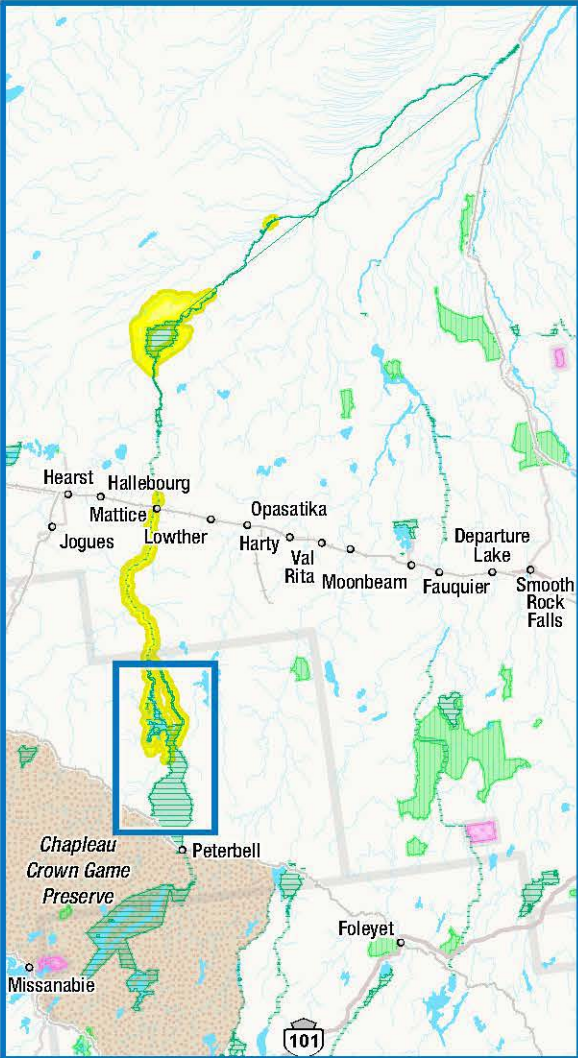 Hearst
Hallebourg
Mattice
Jogues
Lowther
Opasatika
Harty
Val
Rita
Moonbeam
Fauquier
Departure
Lake
Smooth
Rock
Falls
Chapleau
Crown Game
Preserve
Peterbell
Foleyet
Missanabie
101